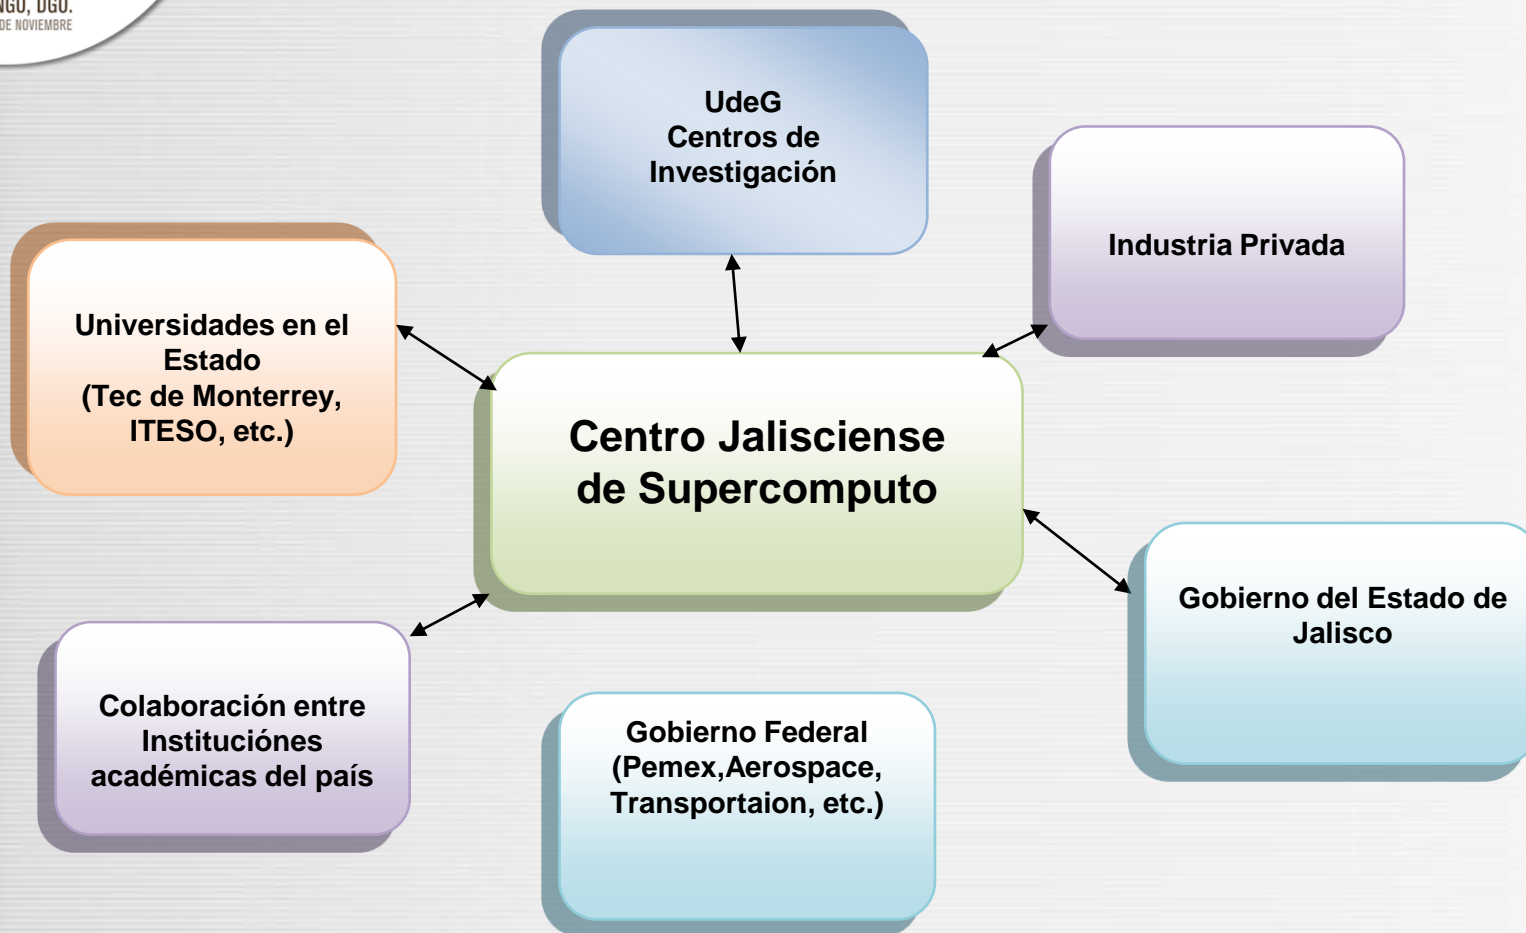 DGO.
DE NOVIEMBRE
UdeG
Centros de
Investigación
Industria Privada
Universidades en el
Estado
(Tec de Monterrey,
ITESO, etc.)
Centro Jalisciense
de Supercomputo
Gobierno del Estado de
Jalisco
Colaboración entre
Instituciónes
académicas del país
Gobierno Federal
(Pemex,Aerospace,
Transportaion, etc.)